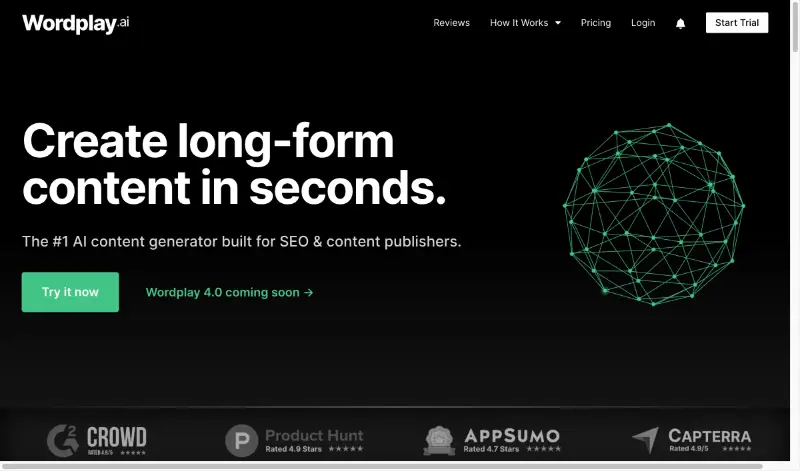 Wordplay.ai
Reviews
How It Works
Pricing
Login
Start Trial
Create long-form
content in seconds.
The #1 AI content generator built for SEO & content publishers.
Try it now
Wordplay 4.0 coming soon →
G2 CROWD
RATED 4.6/5 ★★★★★
P Product Hunt
Rated 4.9 Stars ★★★★★
APPSUMO
Rated 4.7 Stars ★★★★★
CAPTERRA
Rated 4.9/5 ★★★★★